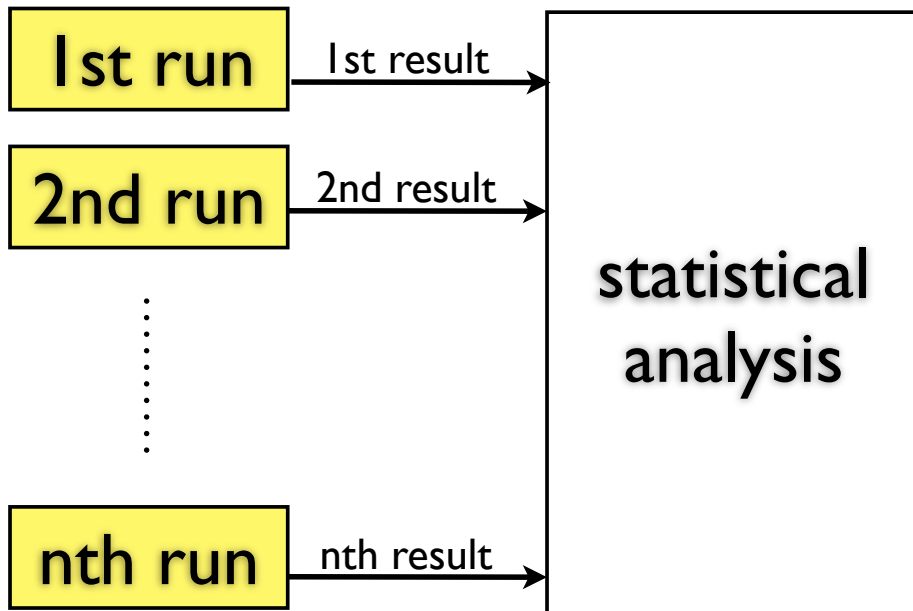 1st run
1st result
2nd run
2nd result
statistical
analysis
nth run
nth result